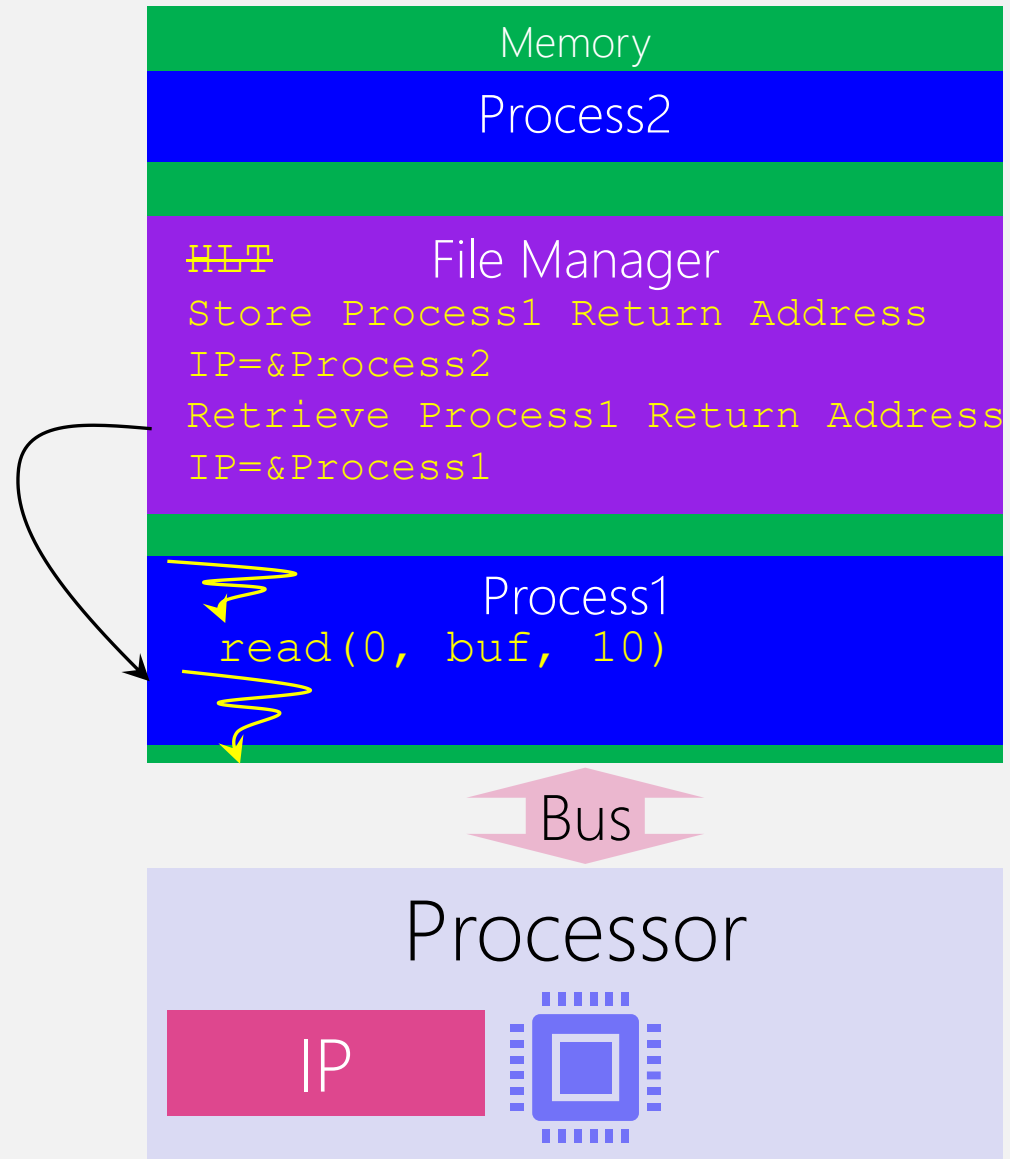 Memory
Process2
HLT
File Manager
Store Process1 Return Address
IP=&Process2
Retrieve Process1 Return Address
IP=&Process1
Process1
read(0, buf, 10)
Bus
Processor
IP